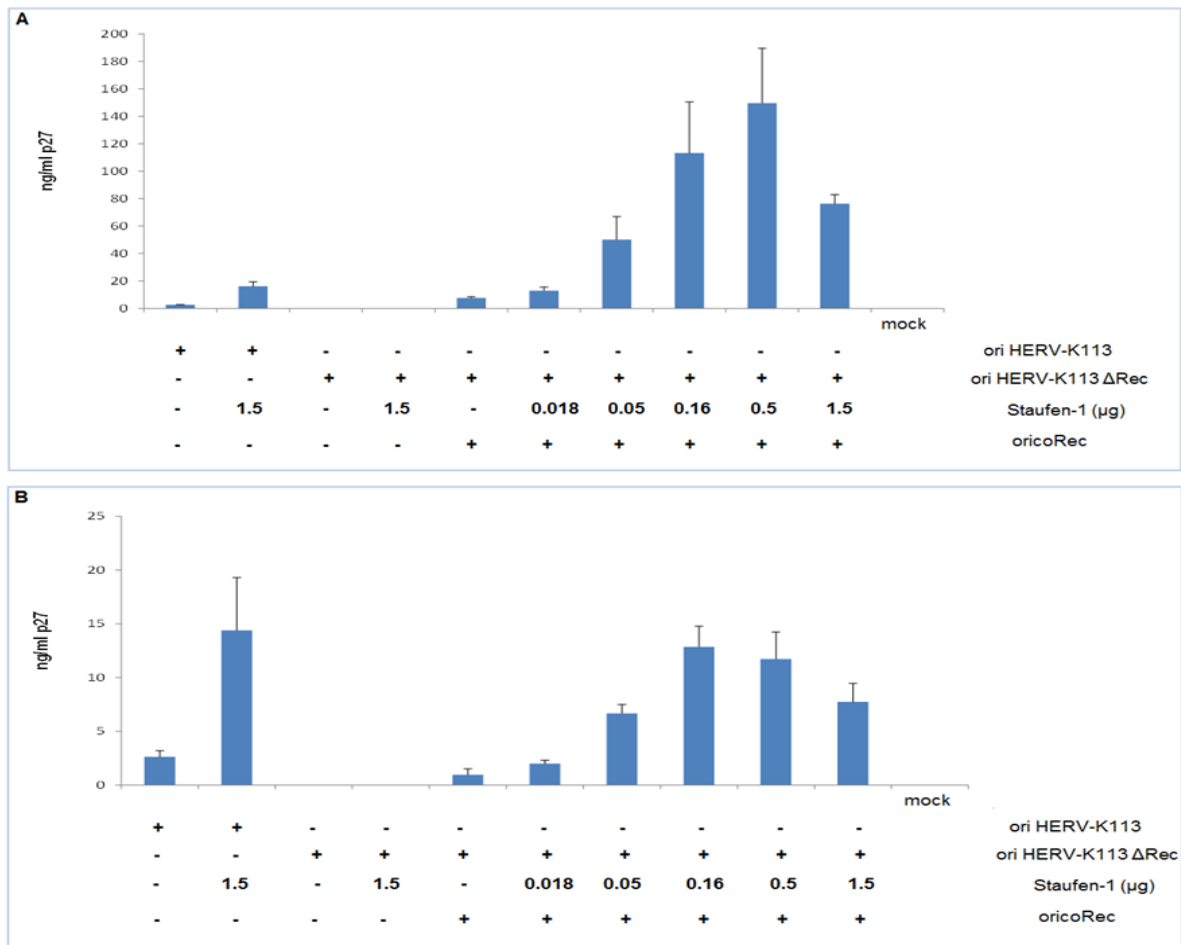 A
200
180
160
140
120
100
80
60
40
20
0
ng/ml p27
mock
+ + - - - - - - - - ori HERV-K113
- - + + + + + + + + ori HERV-K113 ΔRec
- 1.5 - 1.5 - 0.018 0.05 0.16 0.5 1.5 Staufen-1 (µg)
- - - - + + + + + + oricoRec
B
25
20
15
10
5
0
ng/ml p27
mock
+ + - - - - - - - - ori HERV-K113
- - + + + + + + + + ori HERV-K113 ΔRec
- 1.5 - 1.5 - 0.018 0.05 0.16 0.5 1.5 Staufen-1 (µg)
- - - - + + + + + + oricoRec